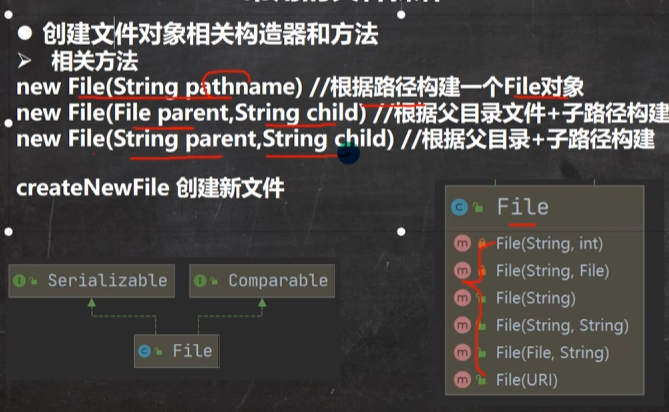 ● 创建文件对象相关构造器和方法
➢ 相关方法
new File(String pathname) //根据路径构建一个File对象
new File(File parent,String child) //根据父目录文件+子路径构建
new File(String parent,String child) //根据父目录+子路径构建
createNewFile 创建新文件
File
File(String, int)
File(String, File)
File(String)
File(String, String)
File(File, String)
File(URI)
Serializable
Comparable
File